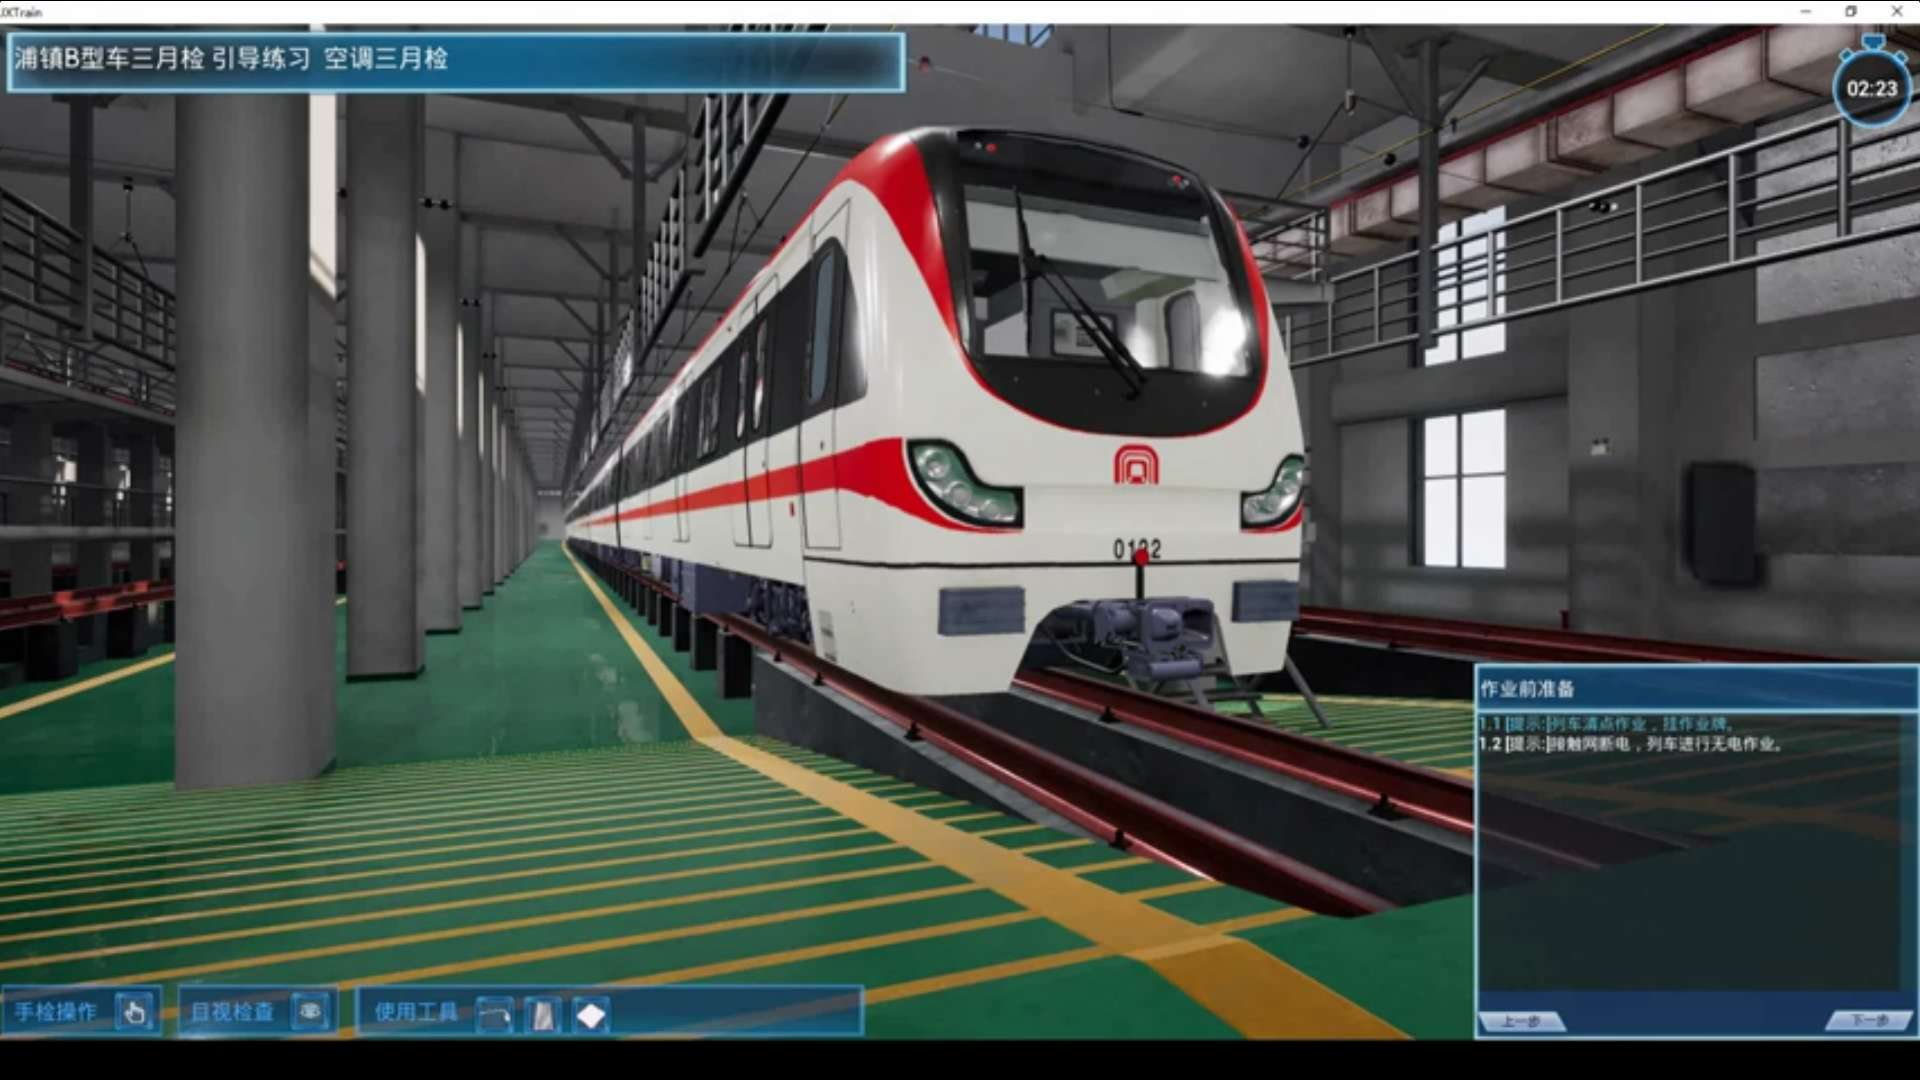 JXTrain
浦镇B型车三月检 引导练习 空调三月检
02:23
作业前准备
1.1 [提示:]列车清点作业，挂作业牌。
1.2 [提示:]接触网断电，列车进行无电作业。
手检操作
目视检查
使用工具
上一步
下一步